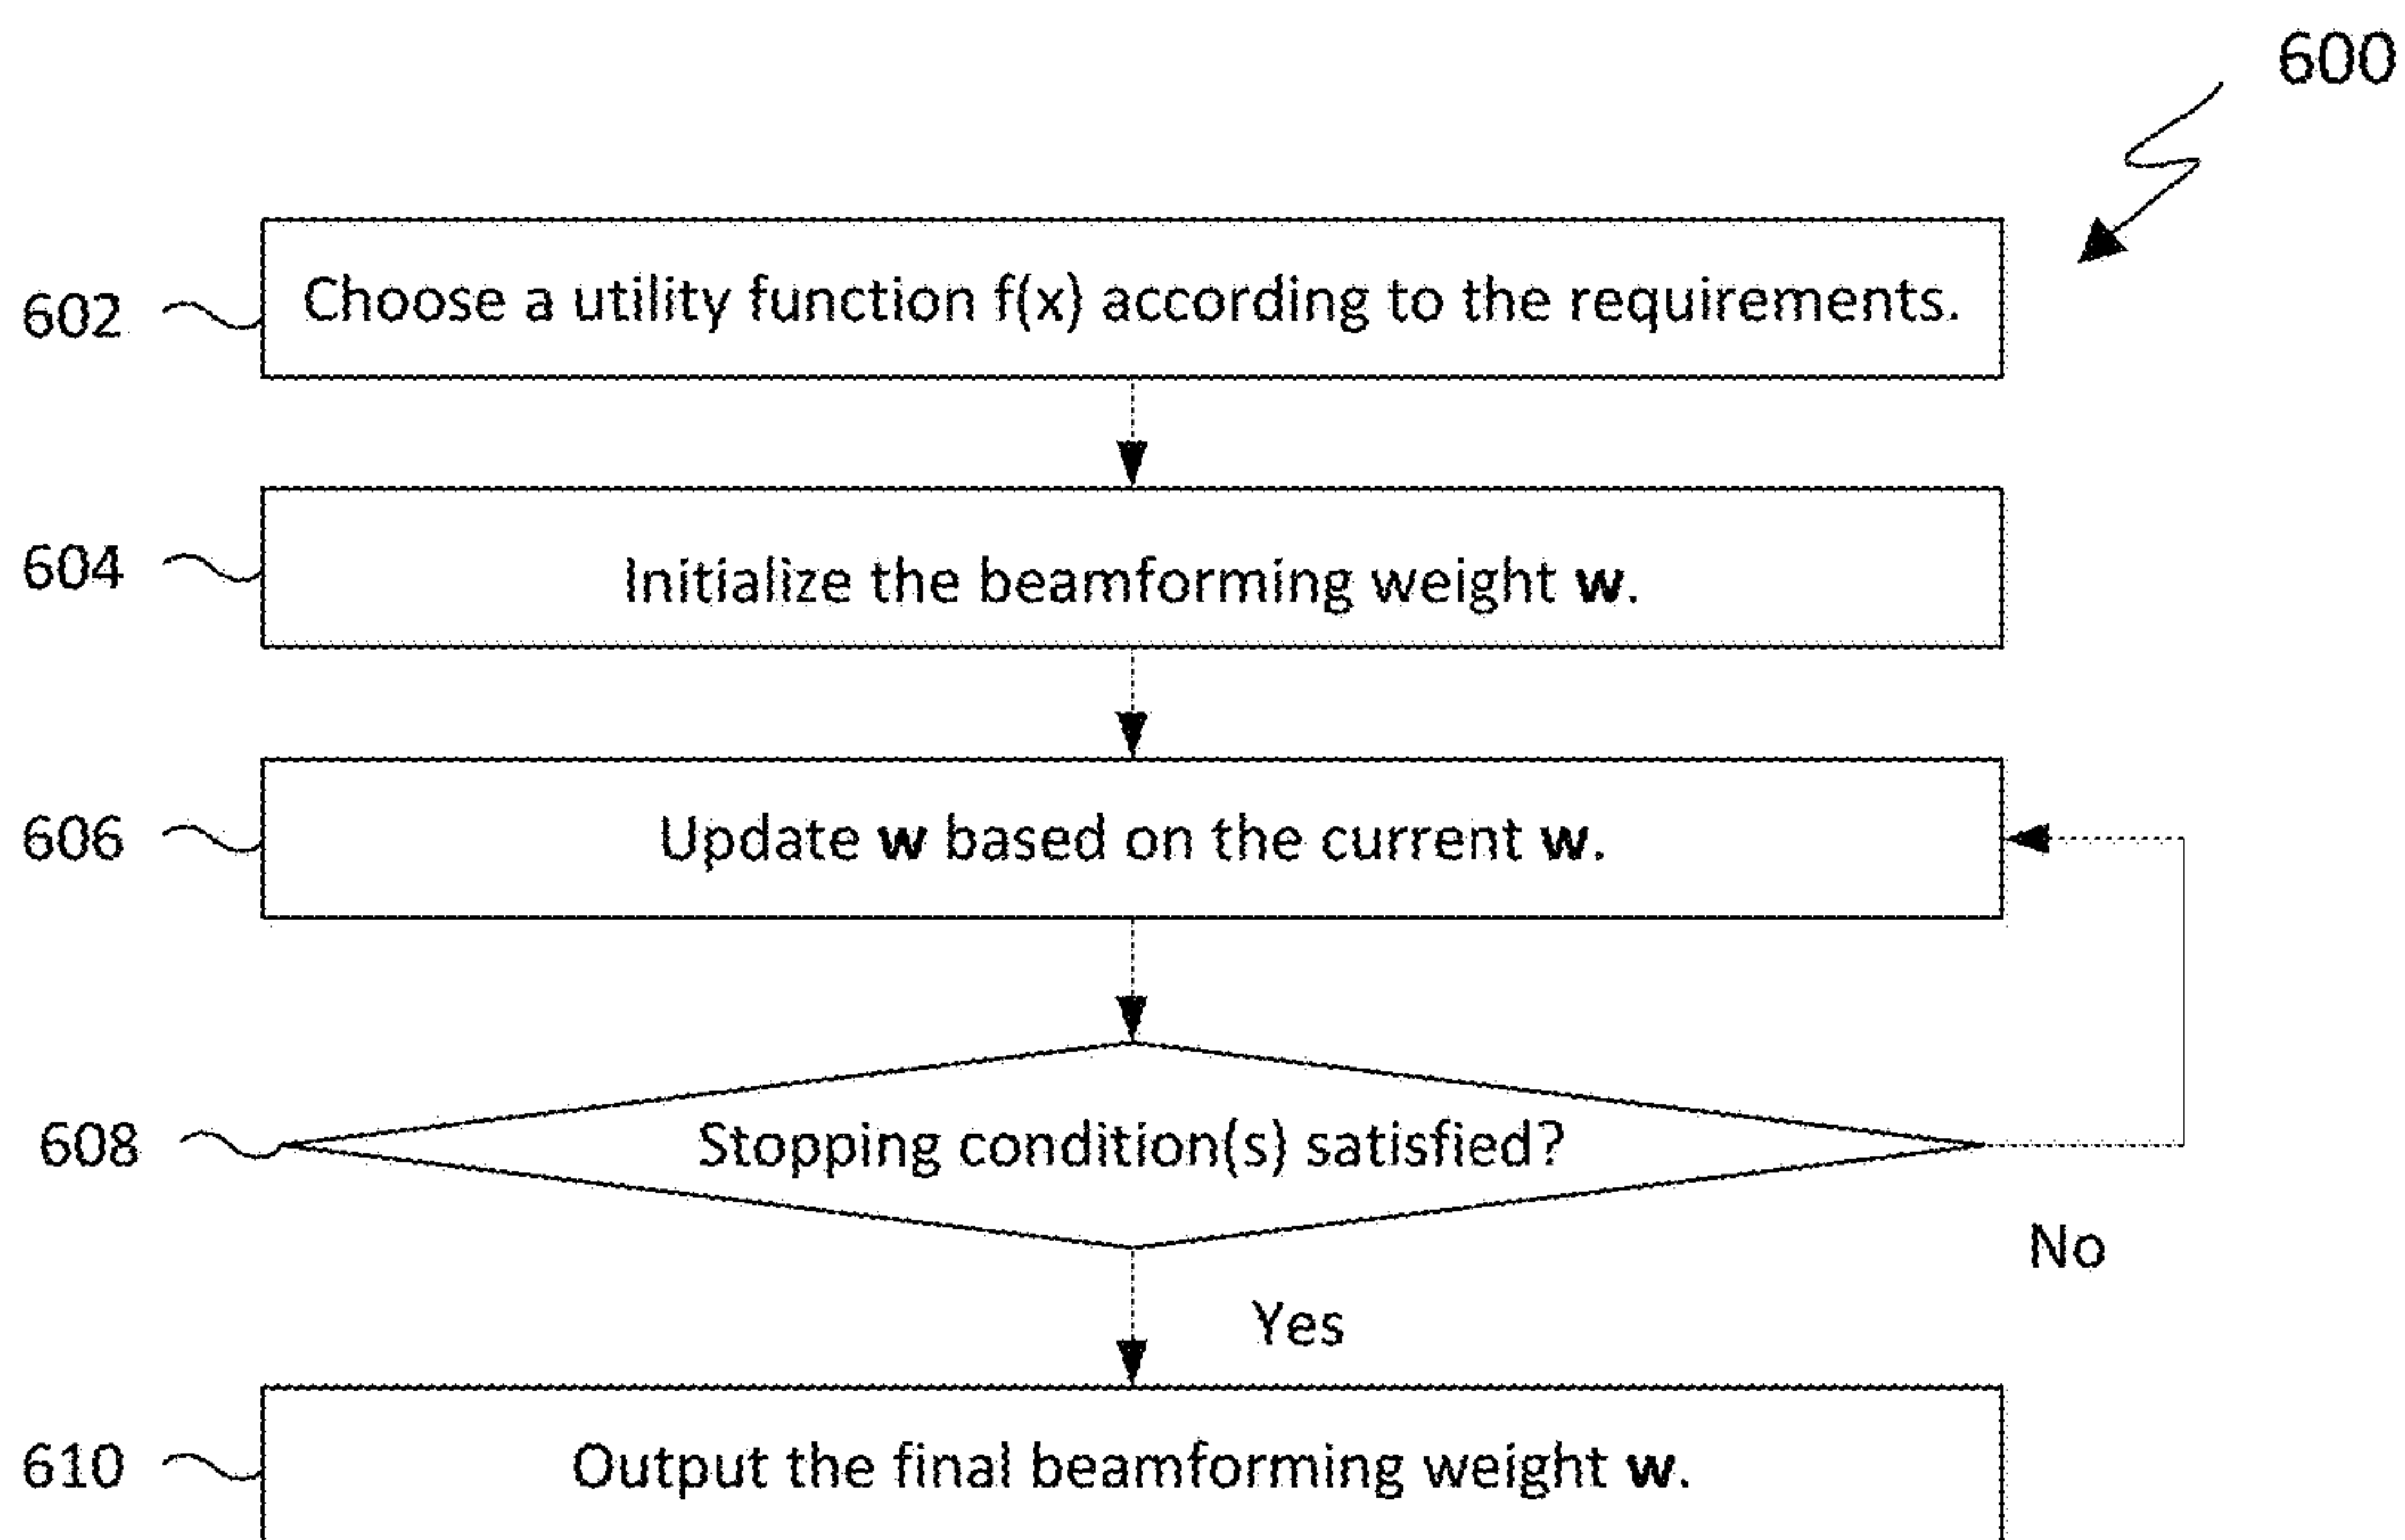 600
602 Choose a utility function f(x) according to the requirements.
604 Initialize the beamforming weight w.
606 Update w based on the current w.
608 Stopping condition(s) satisfied?
No
Yes
610 Output the final beamforming weight w.